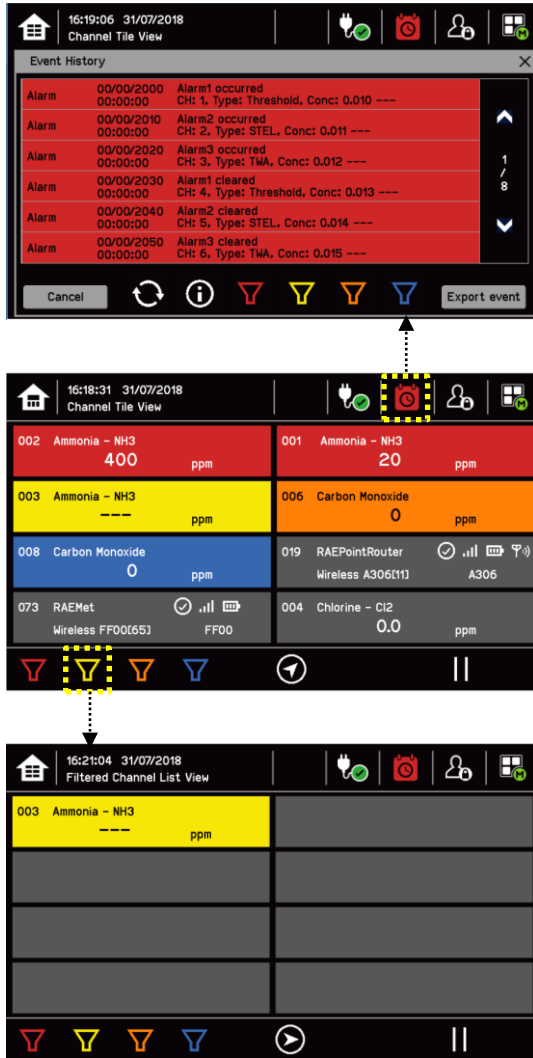 16:19:06 31/07/2018
Channel Tile View
Event History
Alarm 00/00/2000 Alarm1 occurred
00:00:00 CH: 1, Type: Threshold, Conc: 0.010 ---
Alarm 00/00/2010 Alarm2 occurred
00:00:00 CH: 2, Type: STEL, Conc: 0.011 ---
Alarm 00/00/2020 Alarm3 occurred
00:00:00 CH: 3, Type: TWA, Conc: 0.012 ---
Alarm 00/00/2030 Alarm1 cleared
00:00:00 CH: 4, Type: Threshold, Conc: 0.013 ---
Alarm 00/00/2040 Alarm2 cleared
00:00:00 CH: 5, Type: STEL, Conc: 0.014 ---
Alarm 00/00/2050 Alarm3 cleared
00:00:00 CH: 6, Type: TWA, Conc: 0.015 ---
1
/
8
Cancel
Export event
16:18:31 31/07/2018
Channel Tile View
002 Ammonia - NH3
400 ppm
001 Ammonia - NH3
20 ppm
003 Ammonia - NH3
--- ppm
006 Carbon Monoxide
0 ppm
008 Carbon Monoxide
0 ppm
019 RAEPointRouter
Wireless A306[11] A306
073 RAEMet
Wireless FF00[65] FF00
004 Chlorine - Cl2
0.0 ppm
16:21:04 31/07/2018
Filtered Channel List View
003 Ammonia - NH3
--- ppm